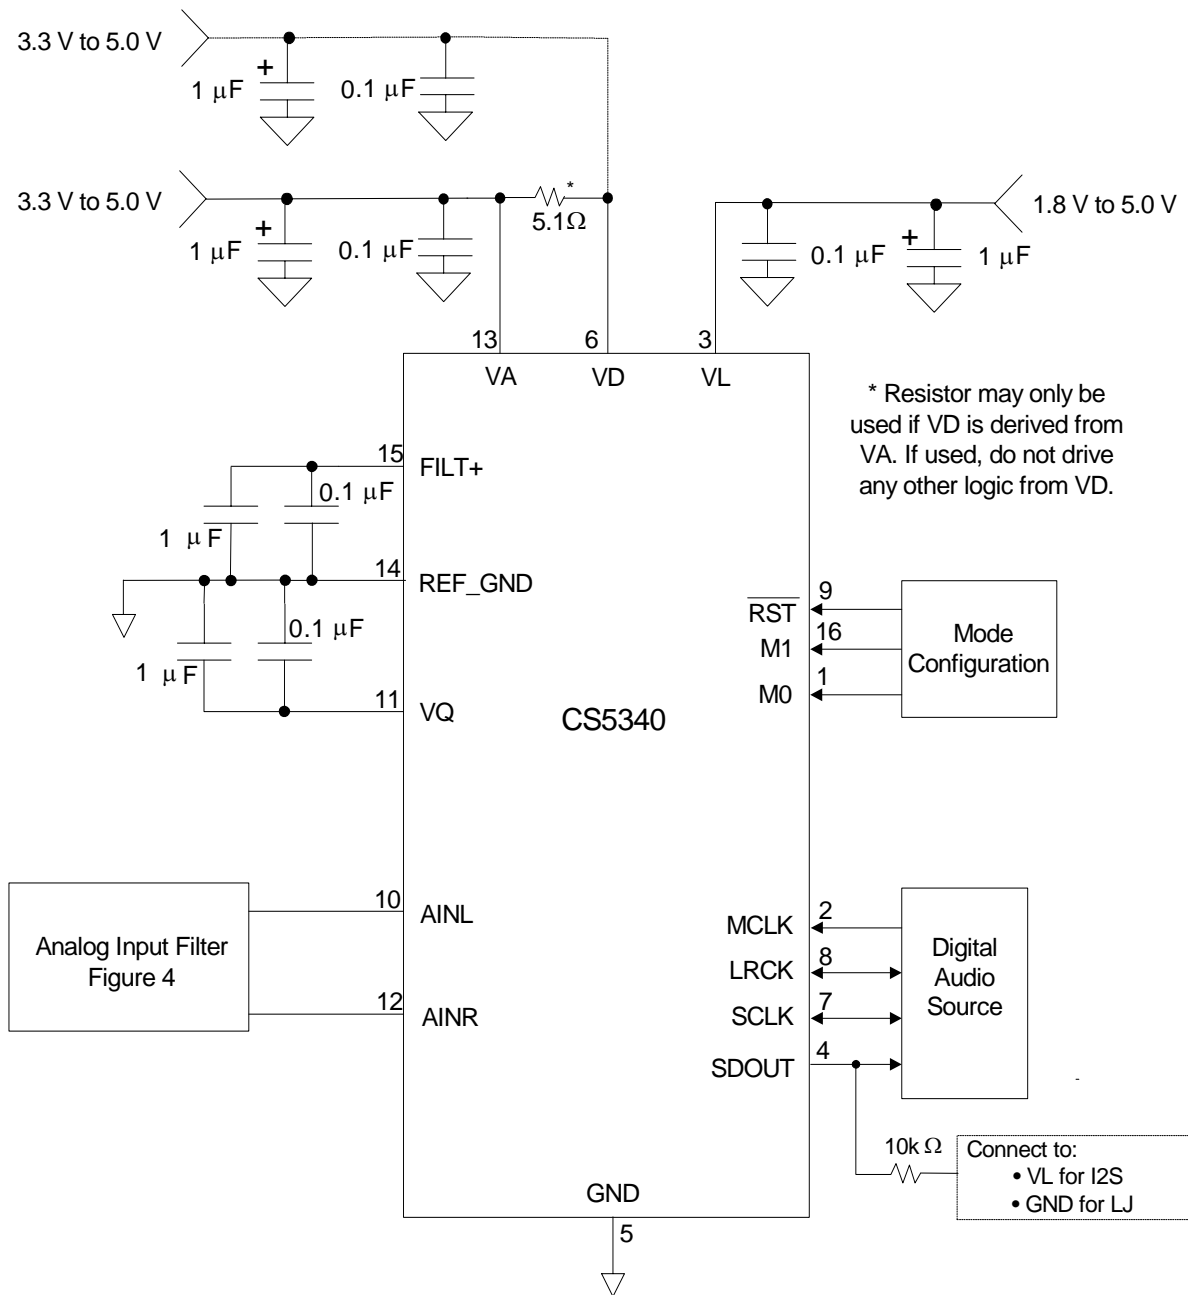 3.3 V to 5.0 V
+
1 µF
0.1 µF
3.3 V to 5.0 V
+
1 µF
0.1 µF
*
5.1Ω
1.8 V to 5.0 V
0.1 µF
+
1 µF
13
6
3
VA
VD
VL
* Resistor may only be
used if VD is derived from
VA. If used, do not drive
any other logic from VD.
15
FILT+
0.1 µF
1 µF
14
REF_GND
0.1 µF
1 µF
11
VQ
CS5340
RST
9
M1
16
M0
1
Mode
Configuration
Analog Input Filter
Figure 4
10
AINL
12
AINR
MCLK
2
LRCK
8
SCLK
7
SDOUT
4
Digital
Audio
Source
10k Ω
Connect to:
• VL for I2S
• GND for LJ
GND
5